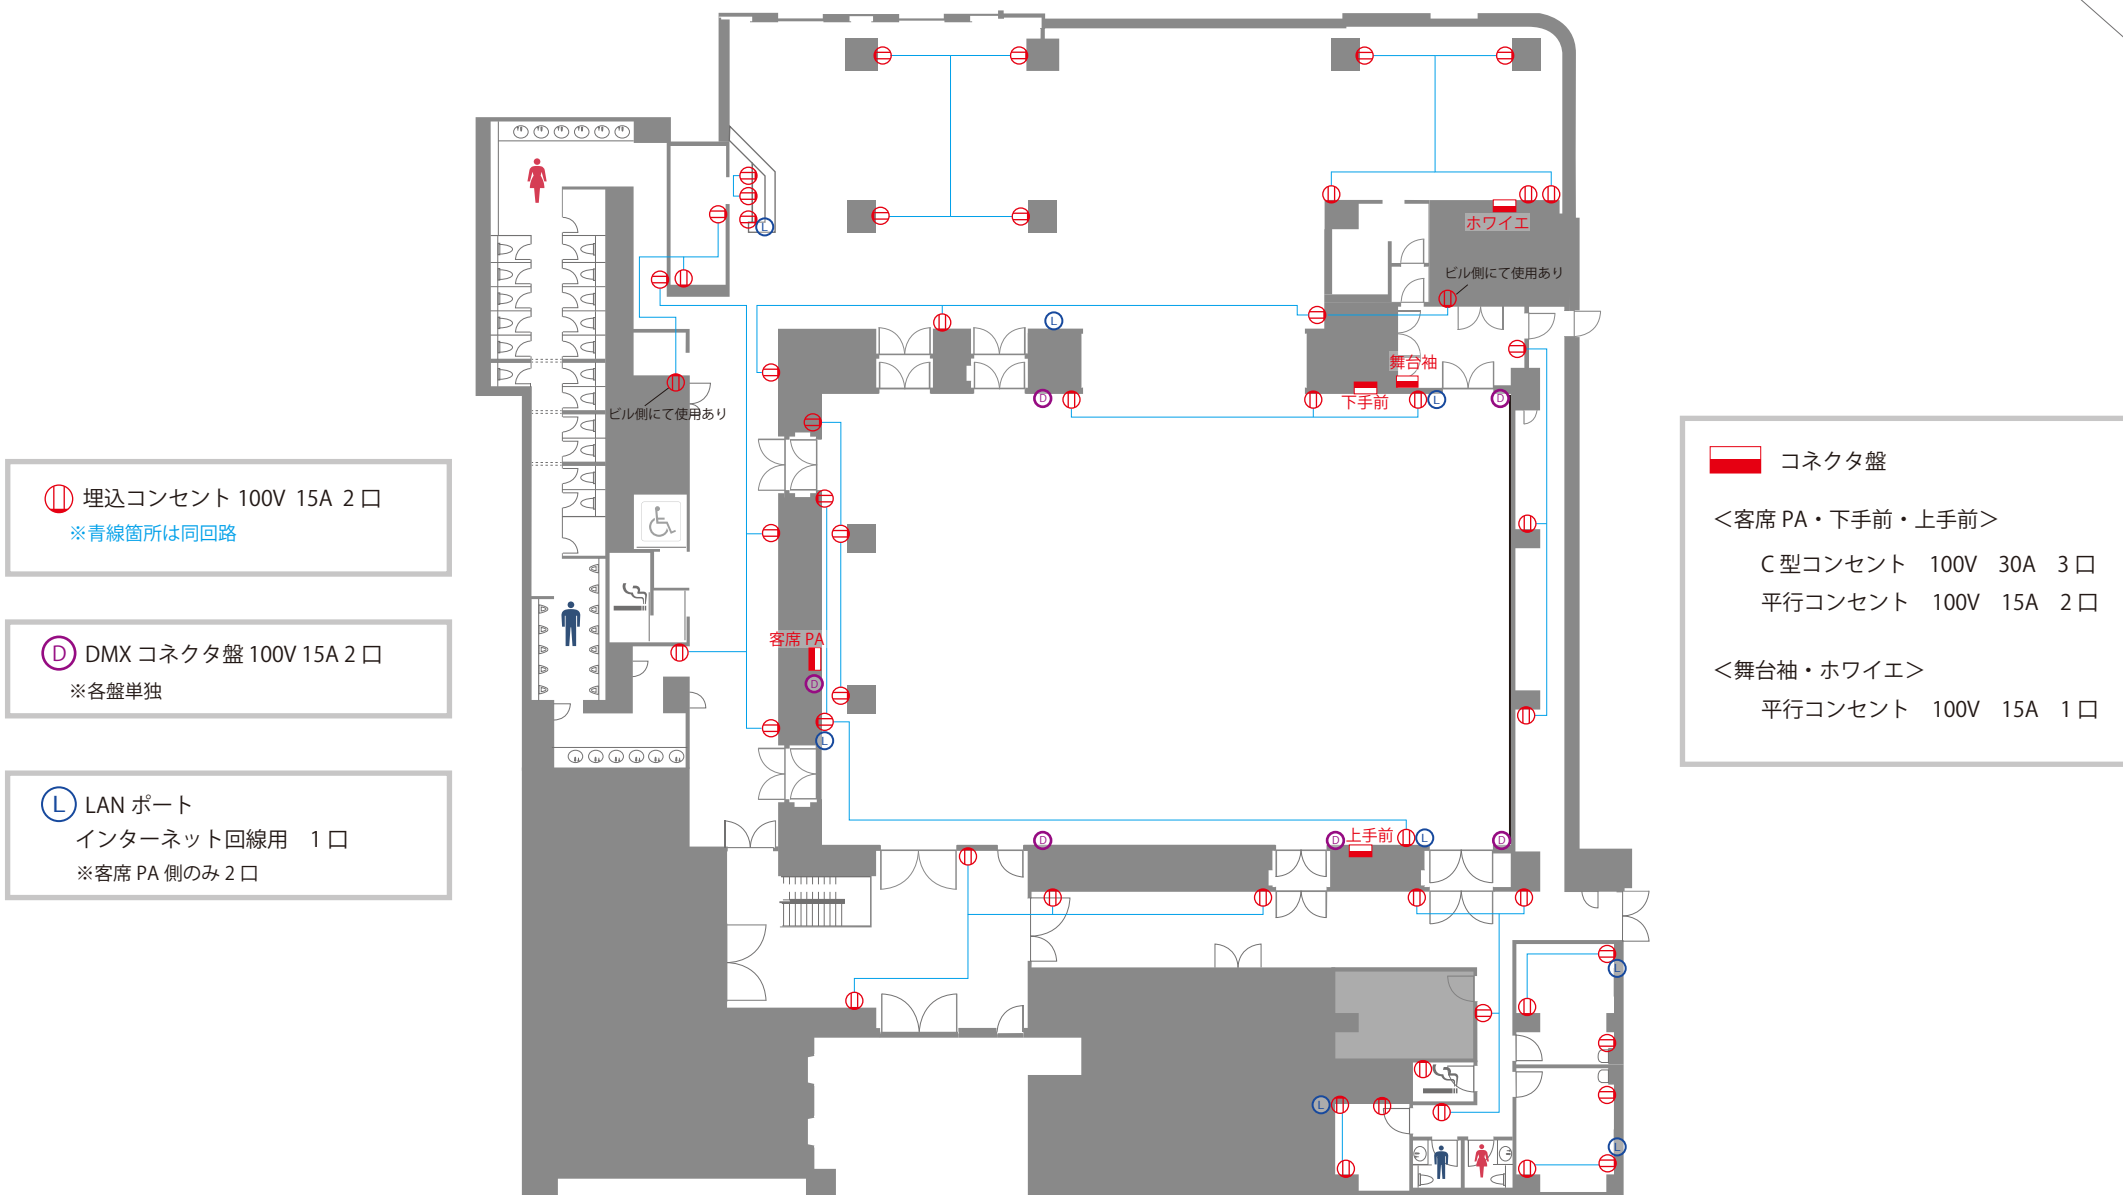 ホワイエ
ビル側にて使用あり
舞台袖
下手前
ビル側にて使用あり
客席 PA
上手前
L
L
D
L
D
D
L
D
D
L
D
L
L
L
埋込コンセント 100V 15A 2 口
※青線箇所は同回路
D DMX コネクタ盤 100V 15A 2 口
※各盤単独
L LAN ポート
インターネット回線用 1 口
※客席 PA 側のみ 2 口
コネクタ盤
＜客席 PA・下手前・上手前＞
C 型コンセント 100V 30A 3 口
平行コンセント 100V 15A 2 口
＜舞台袖・ホワイエ＞
平行コンセント 100V 15A 1 口